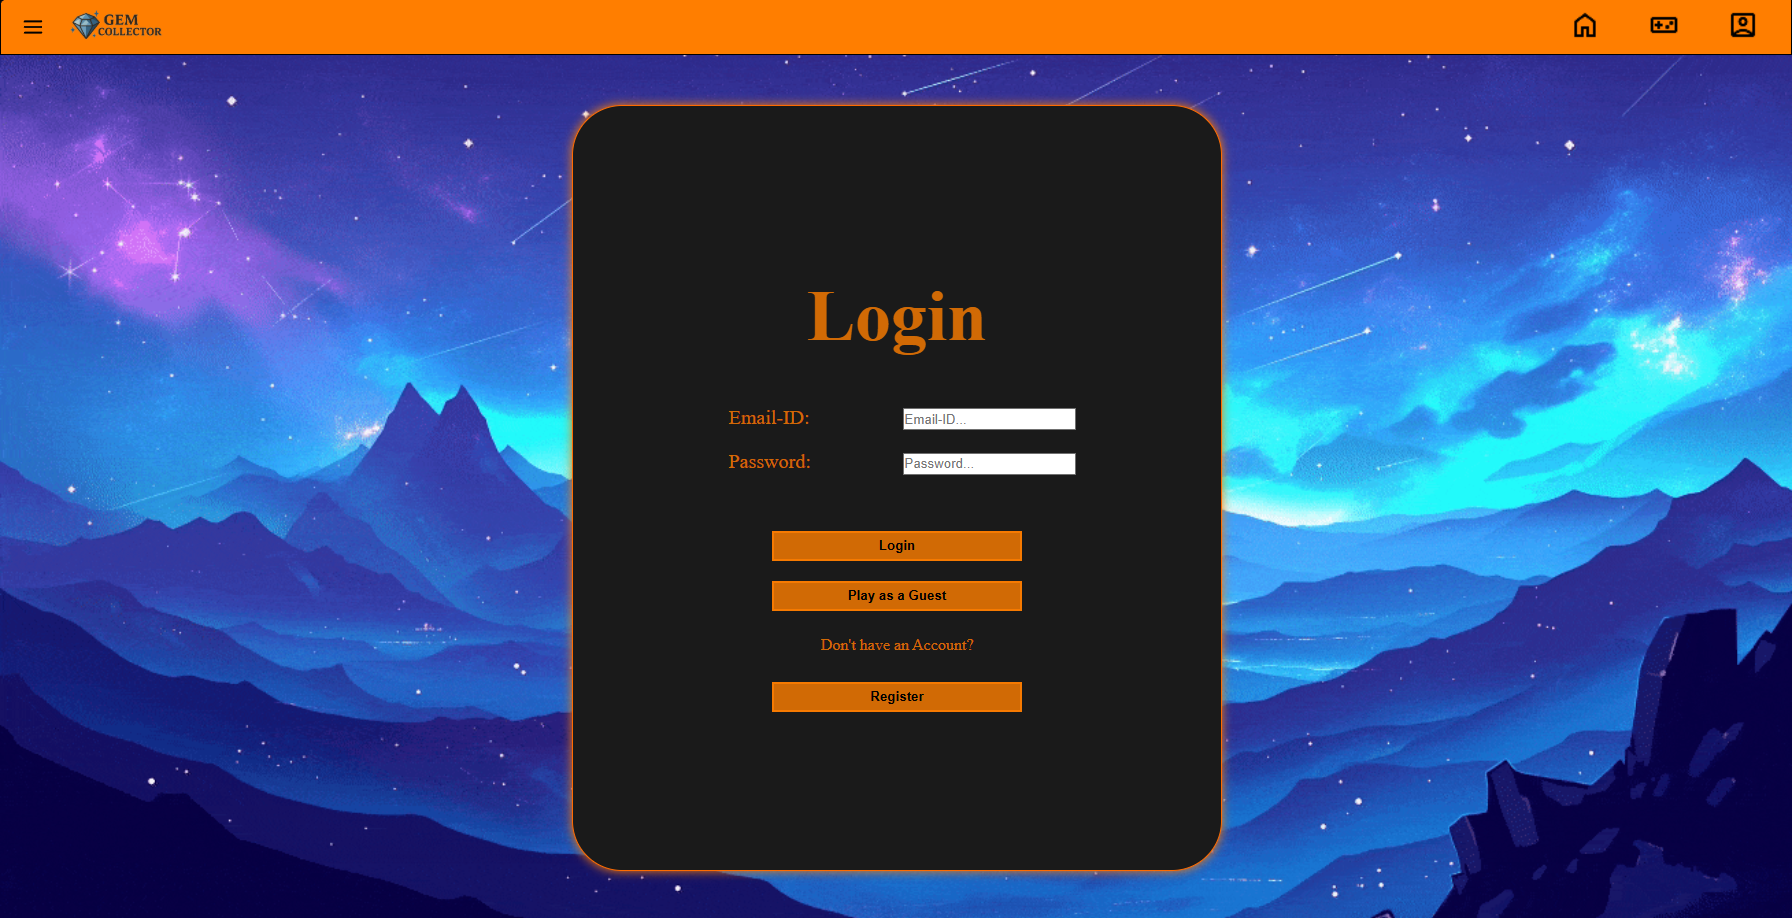 GEM
COLLECTOR
Login
Email-ID:
Email-ID...
Password:
Password...
Login
Play as a Guest
Don't have an Account?
Register